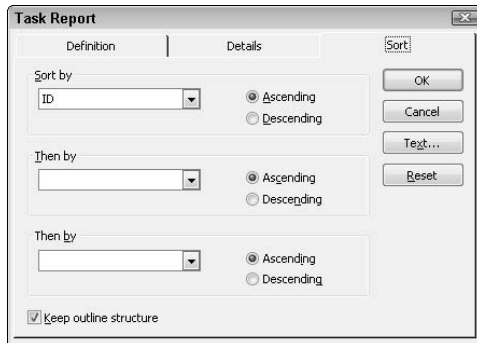 Task Report
Definition Details Sort
Sort by
ID
Ascending
Descending
Then by
Ascending
Descending
Then by
Ascending
Descending
Keep outline structure
OK
Cancel
Text...
Reset